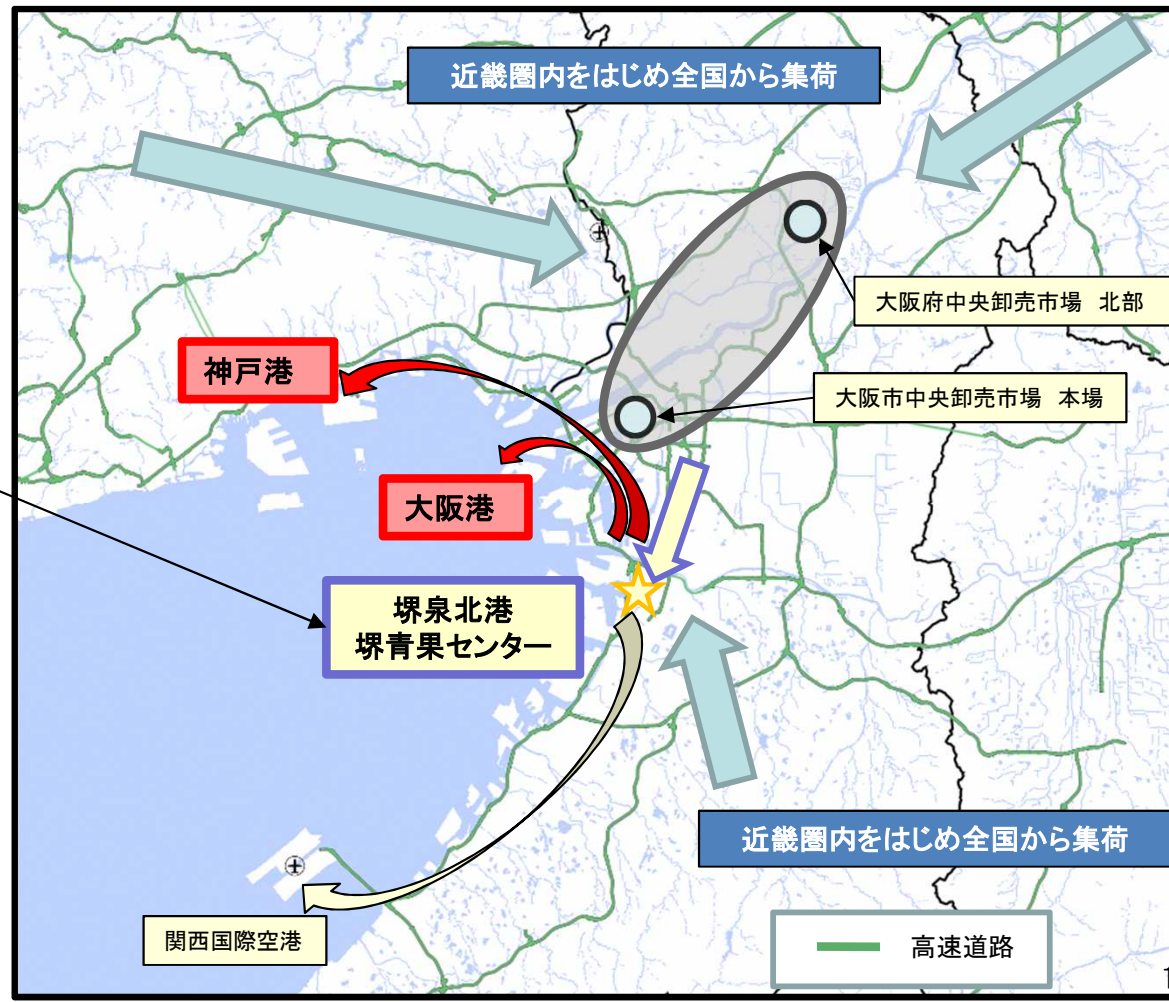 近畿圏内をはじめ全国から集荷
大阪府中央卸売市場 北部
神戸港
大阪市中央卸売市場 本場
大阪港
堺泉北港
堺青果センター
近畿圏内をはじめ全国から集荷
関西国際空港
高速道路
1